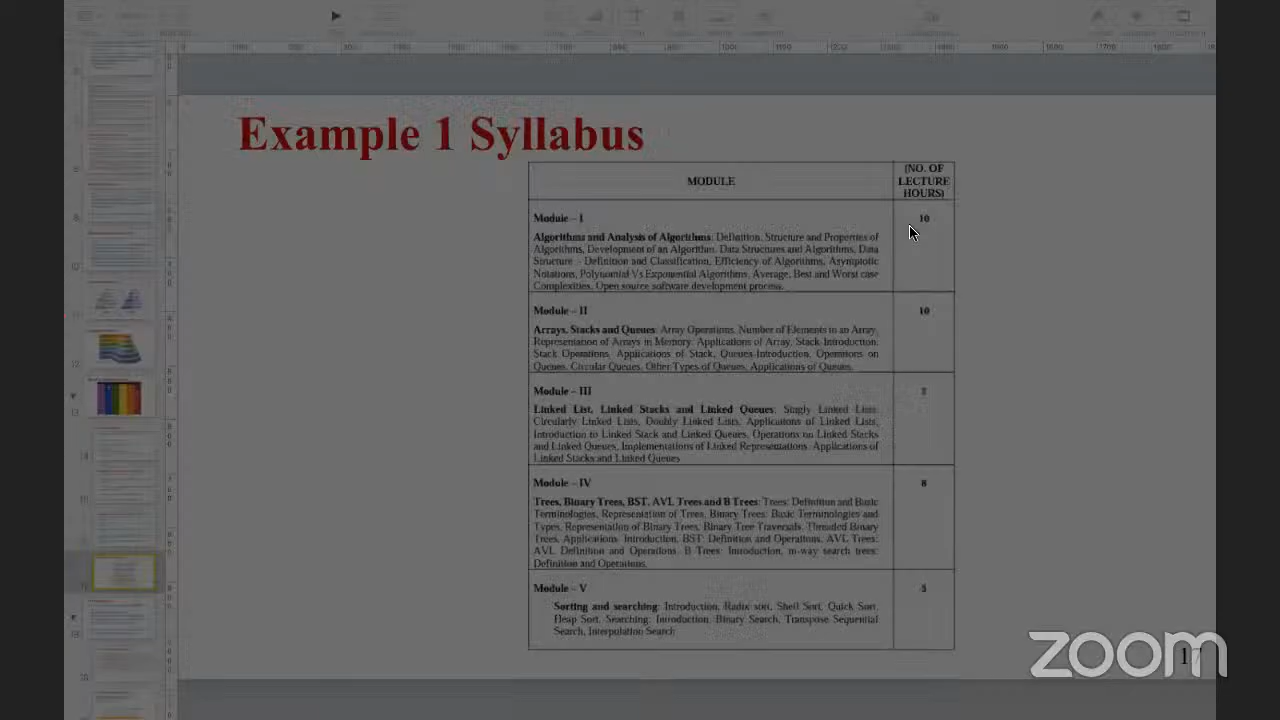 Example 1 Syllabus
MODULE
(NO. OF
LECTURE
HOURS)
Module – I
10
Algorithms and Analysis of Algorithms: Definition, Structure and Properties of
Algorithms, Development of an Algorithm, Data Structures and Algorithms, Data
Structure – Definition and Classification, Efficiency of Algorithms, Asymptotic
Notations, Polynomial Vs Exponential Algorithms, Average, Best and Worst case
Complexities, Open source software development process.
Module – II
10
Arrays, Stacks and Queues: Array Operations, Number of Elements in an Array,
Representation of Arrays in Memory, Applications of Array, Stack-Introduction,
Stack Operations, Applications of Stack, Queues-Introduction, Operations on
Queues, Circular Queues, Other Types of Queues, Applications of Queues.
Module – III
Linked List, Linked Stacks and Linked Queues: Singly Linked Lists,
Circularly Linked Lists, Doubly Linked Lists, Applications of Linked Lists,
Introduction to Linked Stack and Linked Queues, Operations on Linked Stacks
and Linked Queues, Implementations of Linked Representations. Applications of
Linked Stacks and Linked Queues
Module – IV
8
Trees, Binary Trees, BST, AVL Trees and B Trees: Trees: Definition and Basic
Terminologies, Representation of Trees, Binary Trees: Basic Terminologies and
Types, Representation of Binary Trees, Binary Tree Traversals, Threaded Binary
Trees, Applications. Introduction, BST: Definition and Operations, AVL Trees:
AVL Definition and Operations. B Trees: Introduction, m-way search trees:
Definition and Operations.
Module – V
5
Sorting and searching: Introduction, Radix sort, Shell Sort, Quick Sort,
Heap Sort, Searching: Introduction, Binary Search, Transpose Sequential
Search, Interpolation Search
zoom
17